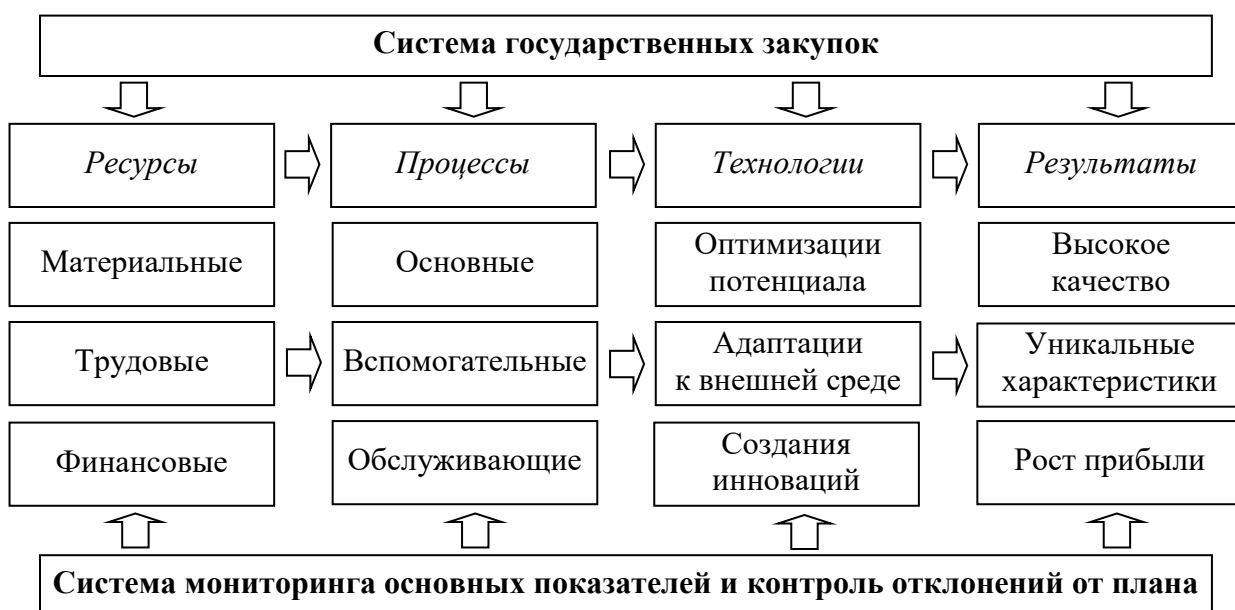 Система государственных закупок
Ресурсы
Процессы
Технологии
Результаты
Материальные
Основные
Оптимизации
потенциала
Высокое
качество
Трудовые
Вспомогательные
Адаптации
к внешней среде
Уникальные
характеристики
Финансовые
Обслуживающие
Создания
инноваций
Рост прибыли
Система мониторинга основных показателей и контроль отклонений от плана